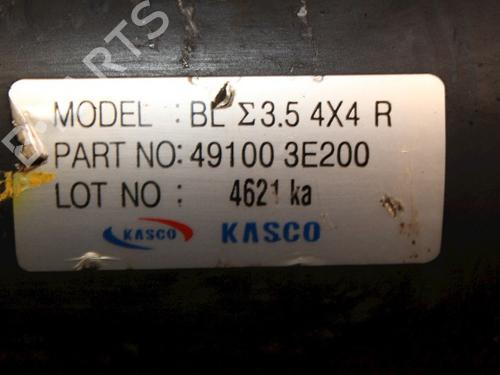 MODEL : BL Σ3.5 4X4 R
PART NO: 49100 3E200
LOT NO : 4621 ka
KASCO KASCO